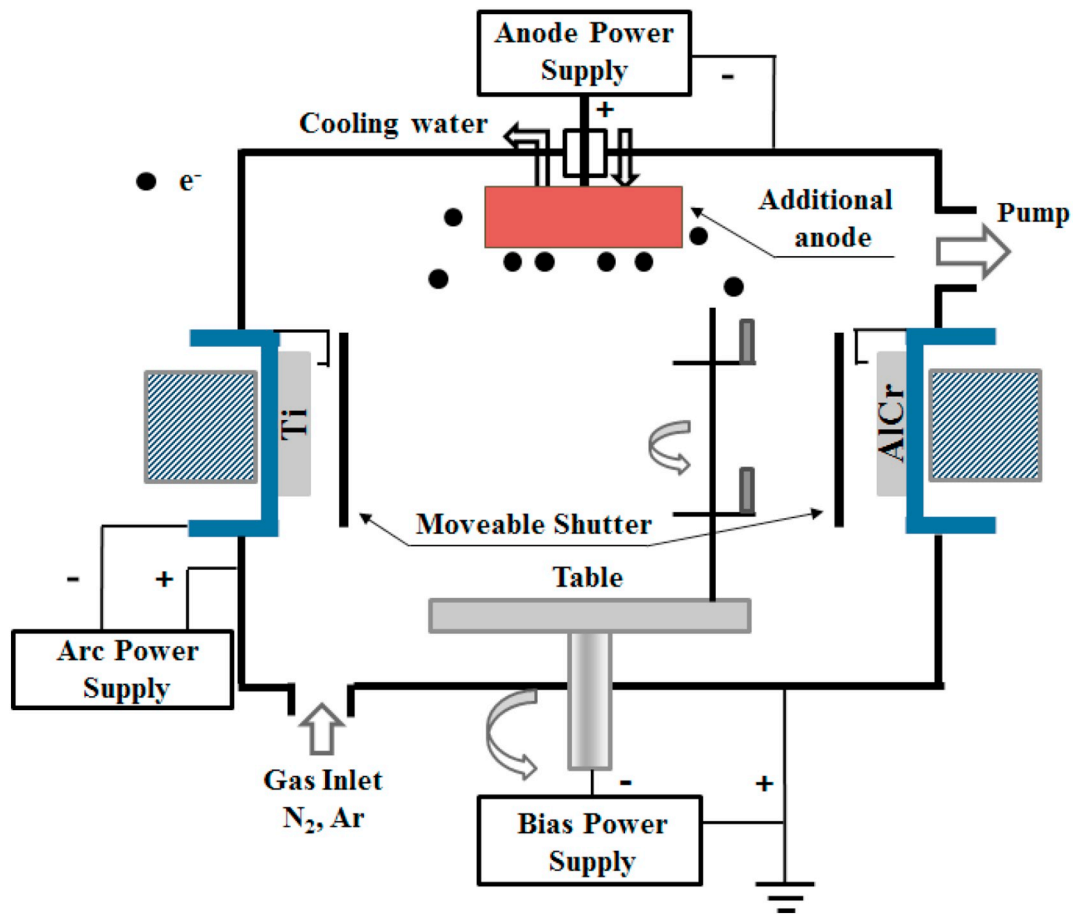 Anode Power
Supply
-
+
Cooling water
e⁻
Additional
anode
Pump
Ti
AlCr
Moveable Shutter
Table
-
+
Arc Power
Supply
Gas Inlet
N₂, Ar
-
+
Bias Power
Supply